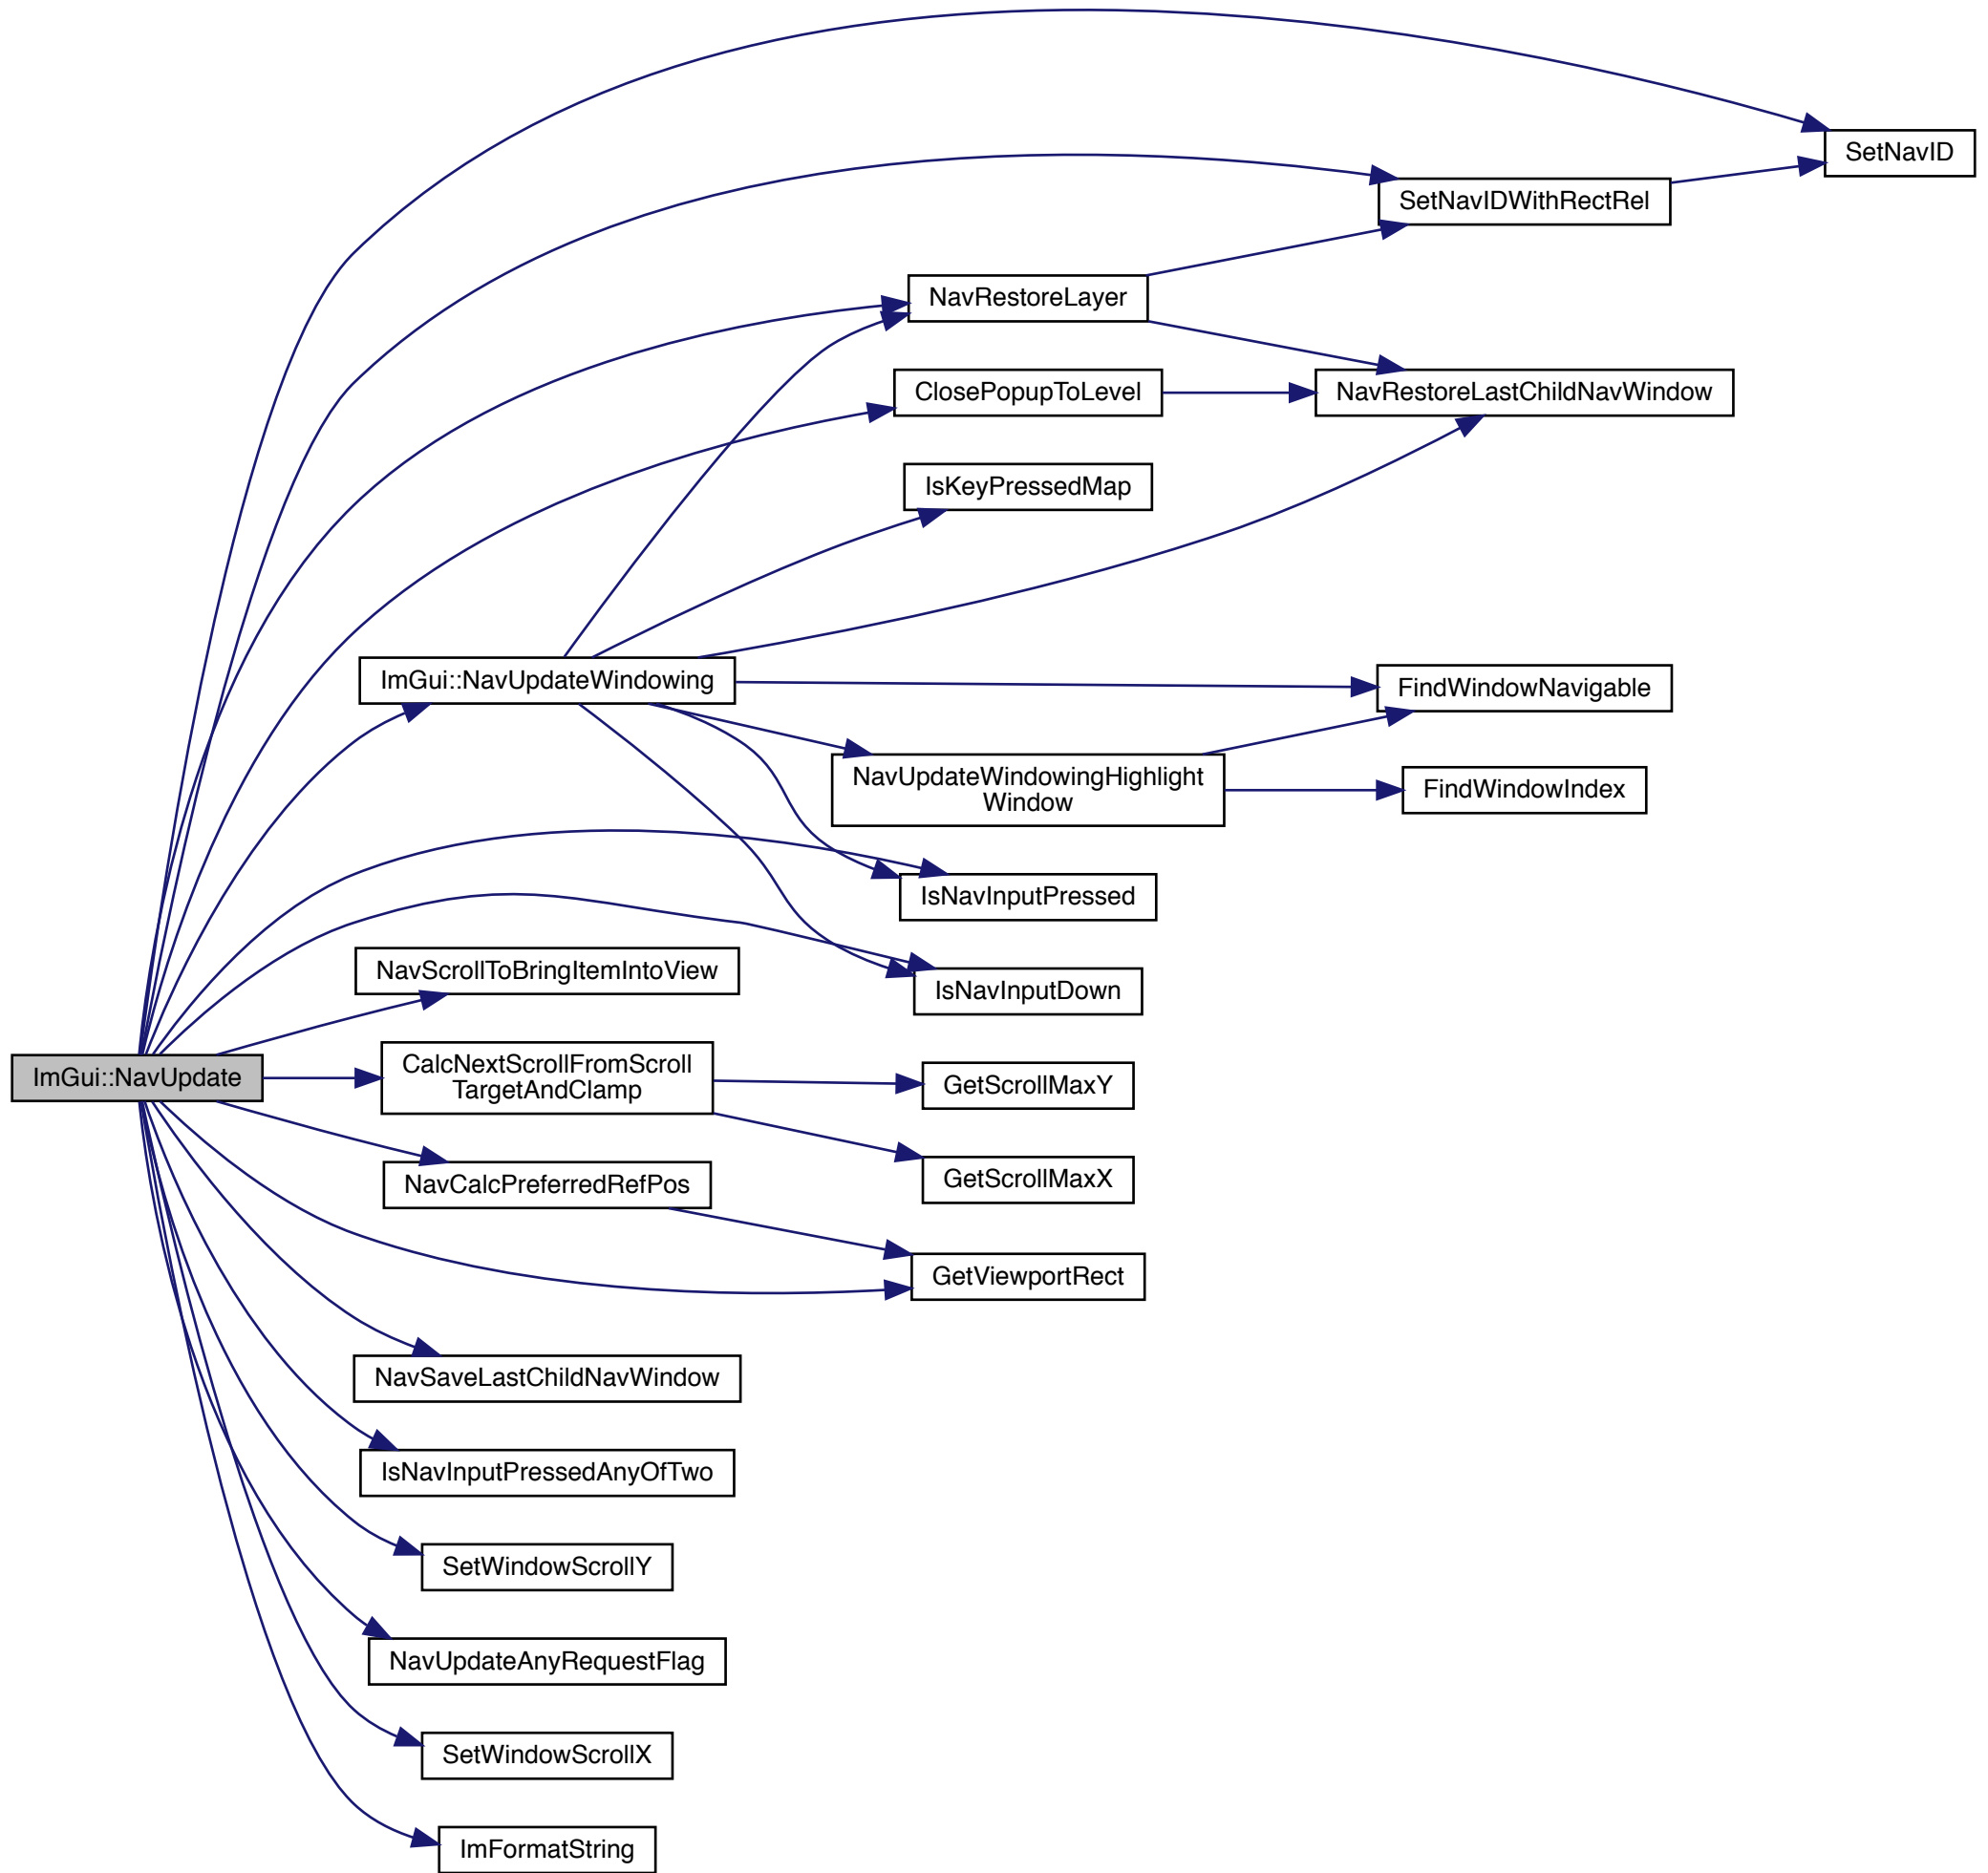 SetNavID
SetNavIDWithRectRel
NavRestoreLayer
ClosePopupToLevel
NavRestoreLastChildNavWindow
IsKeyPressedMap
ImGui::NavUpdateWindowing
FindWindowNavigable
NavUpdateWindowingHighlight
Window
FindWindowIndex
IsNavInputPressed
NavScrollToBringItemIntoView
IsNavInputDown
ImGui::NavUpdate
CalcNextScrollFromScroll
TargetAndClamp
GetScrollMaxY
NavCalcPreferredRefPos
GetScrollMaxX
GetViewportRect
NavSaveLastChildNavWindow
IsNavInputPressedAnyOfTwo
SetWindowScrollY
NavUpdateAnyRequestFlag
SetWindowScrollX
ImFormatString